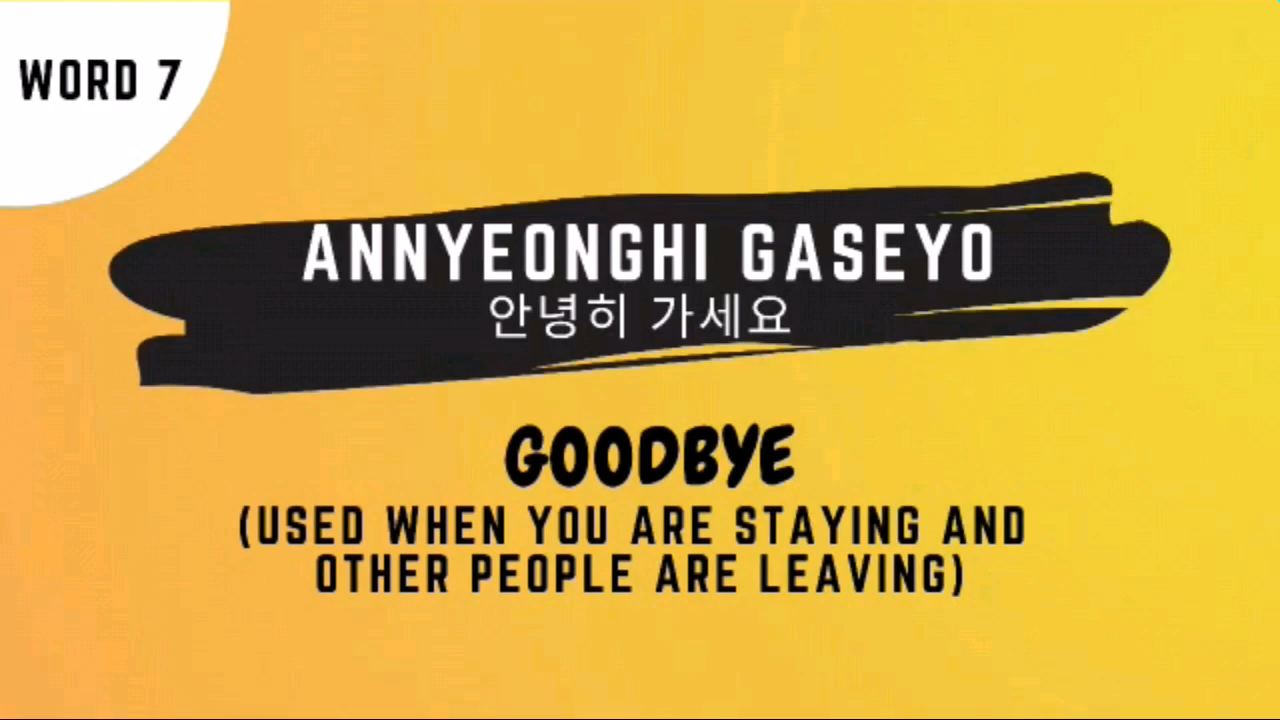 WORD 7
ANNYEONGHI GASEYO
안녕히 가세요
GOODBYE
(USED WHEN YOU ARE STAYING AND
OTHER PEOPLE ARE LEAVING)